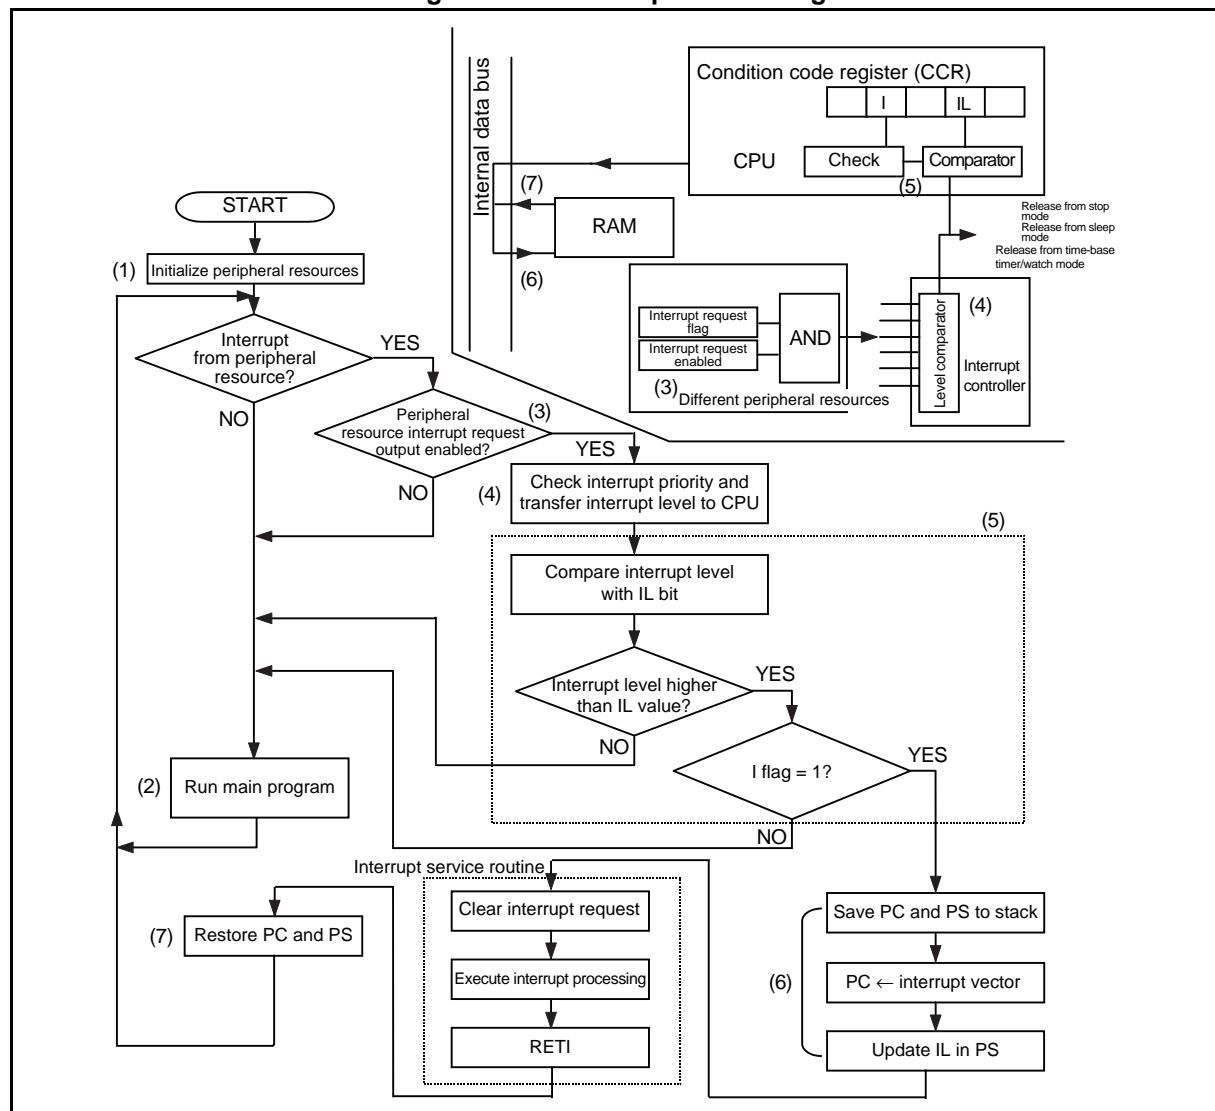 Condition code register (CCR)
I
IL
CPU
Check
Comparator
(5)
Internal data bus
(7)
RAM
(6)
Release from stop
mode
Release from sleep
mode
Release from time-base
timer/watch mode
Interrupt request
flag
Interrupt request
enabled
AND
(3)
Different peripheral resources
Level comparator
(4)
Interrupt
controller
START
(1)
Initialize peripheral resources
Interrupt
from peripheral
resource?
YES
NO
Peripheral
resource interrupt request
output enabled?
(3)
YES
NO
(4)
Check interrupt priority and
transfer interrupt level to CPU
(5)
Compare interrupt level
with IL bit
Interrupt level higher
than IL value?
YES
NO
I flag = 1?
YES
NO
(2)
Run main program
Interrupt service routine
Clear interrupt request
Execute interrupt processing
RETI
(7)
Restore PC and PS
Save PC and PS to stack
(6)
PC ← interrupt vector
Update IL in PS